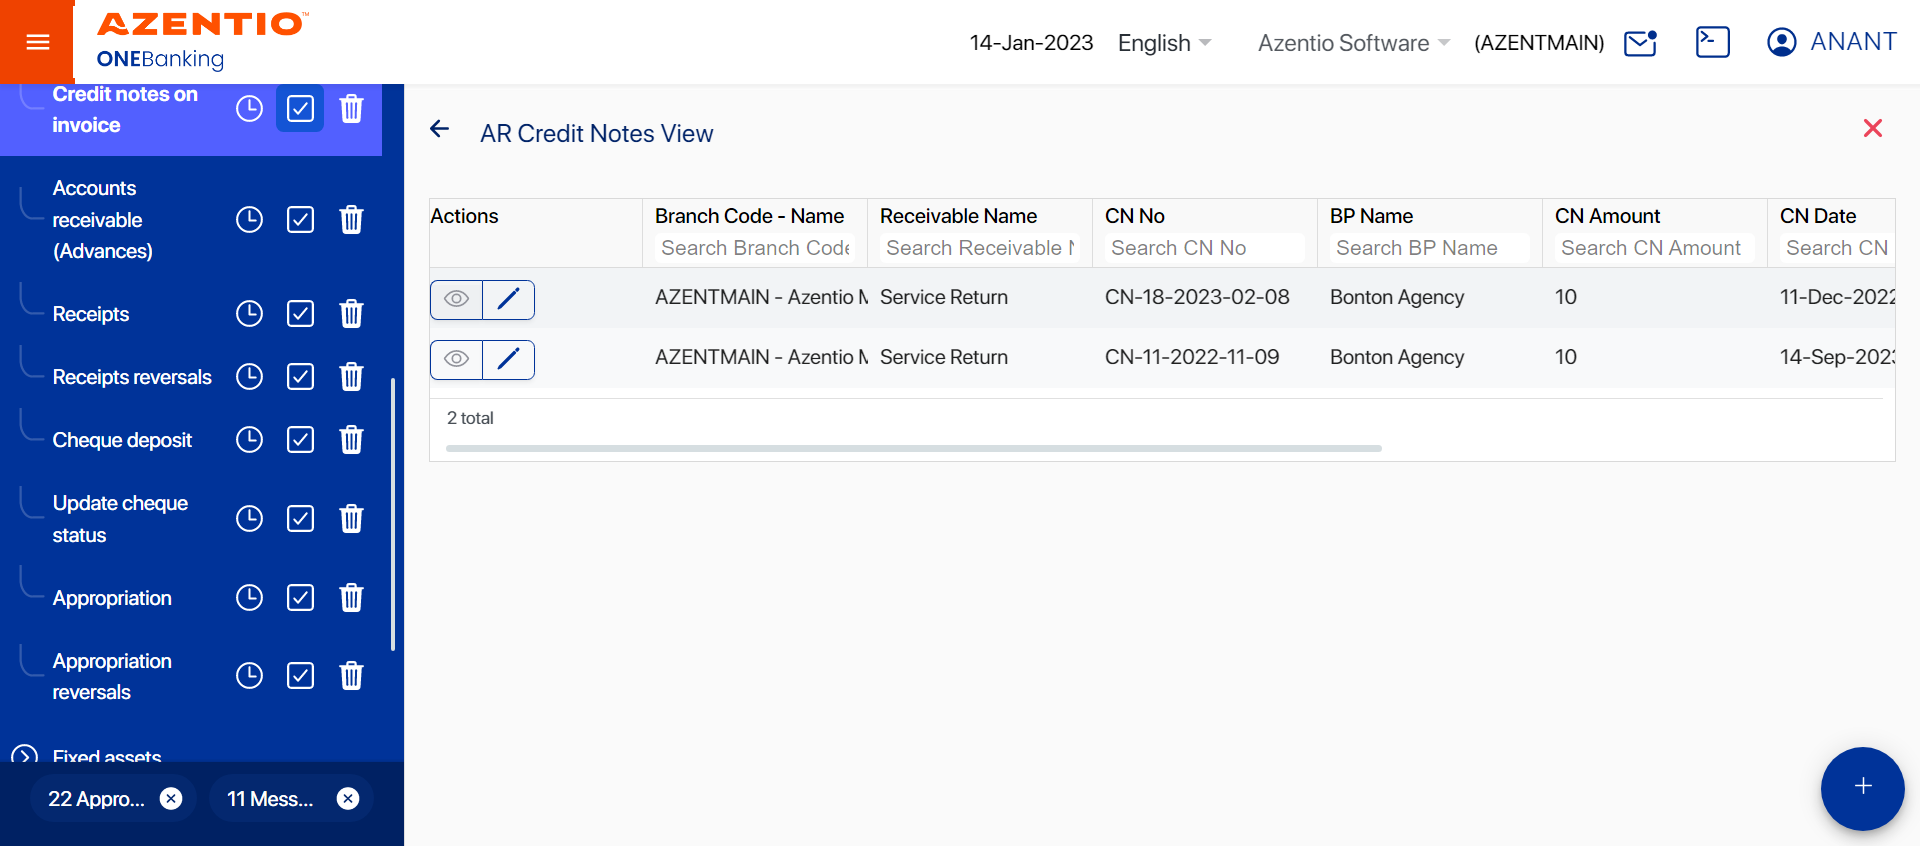 AZENTIO™
ONEBanking
14-Jan-2023 English Azentio Software (AZENTMAIN) ANANT
Credit notes on
invoice
Accounts
receivable
(Advances)
Receipts
Receipts reversals
Cheque deposit
Update cheque
status
Appropriation
Appropriation
reversals
Fixed assets
22 Appro... 11 Mess...
AR Credit Notes View
Actions Branch Code - Name Receivable Name CN No BP Name CN Amount CN Date
Search Branch Code Search Receivable N Search CN No Search BP Name Search CN Amount Search CN
AZENTMAIN - Azentio M Service Return CN-18-2023-02-08 Bonton Agency 10 11-Dec-2022
AZENTMAIN - Azentio M Service Return CN-11-2022-11-09 Bonton Agency 10 14-Sep-2023
2 total